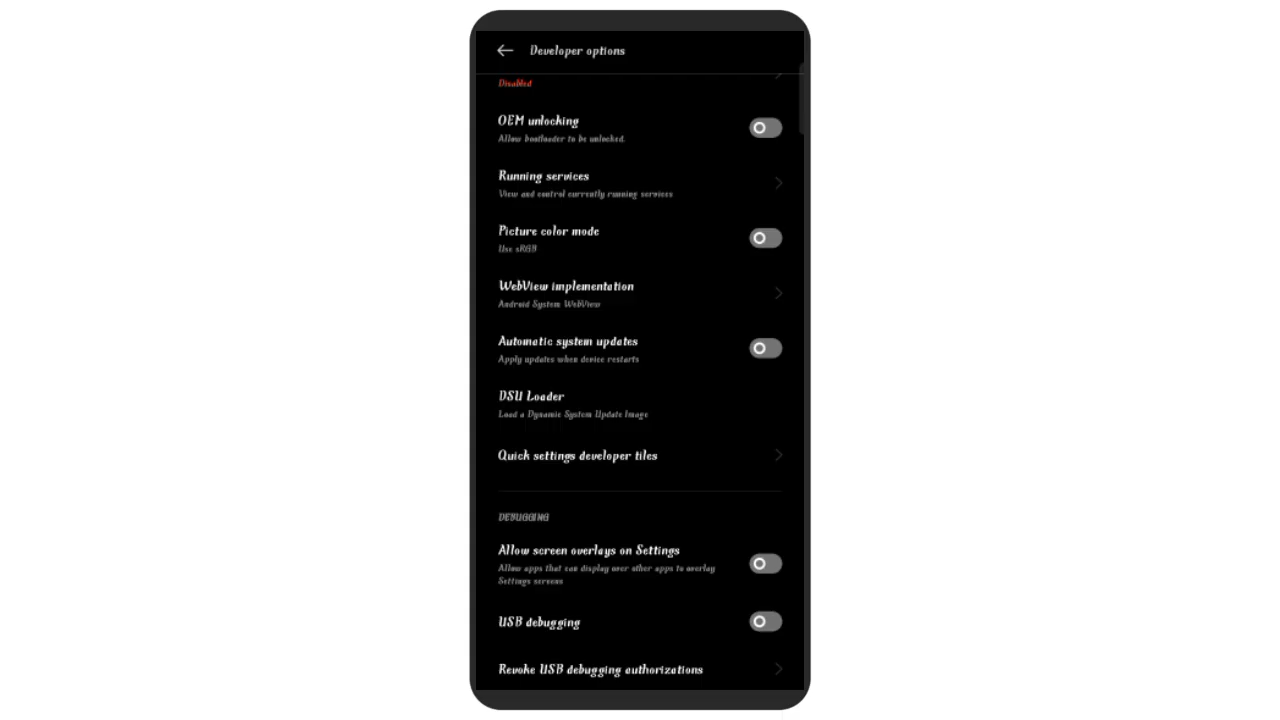 Developer options
Disabled
OEM unlocking
Allow bootloader to be unlocked.
Running services
View and control currently running services
Picture color mode
Use sRGB
WebView implementation
Android System WebView
Automatic system updates
Apply updates when device restarts
DSU Loader
Load a Dynamic System Update Image
Quick settings developer tiles
DEBUGGING
Allow screen overlays on Settings
Allow apps that can display over other apps to overlay
Settings screens
USB debugging
Revoke USB debugging authorizations